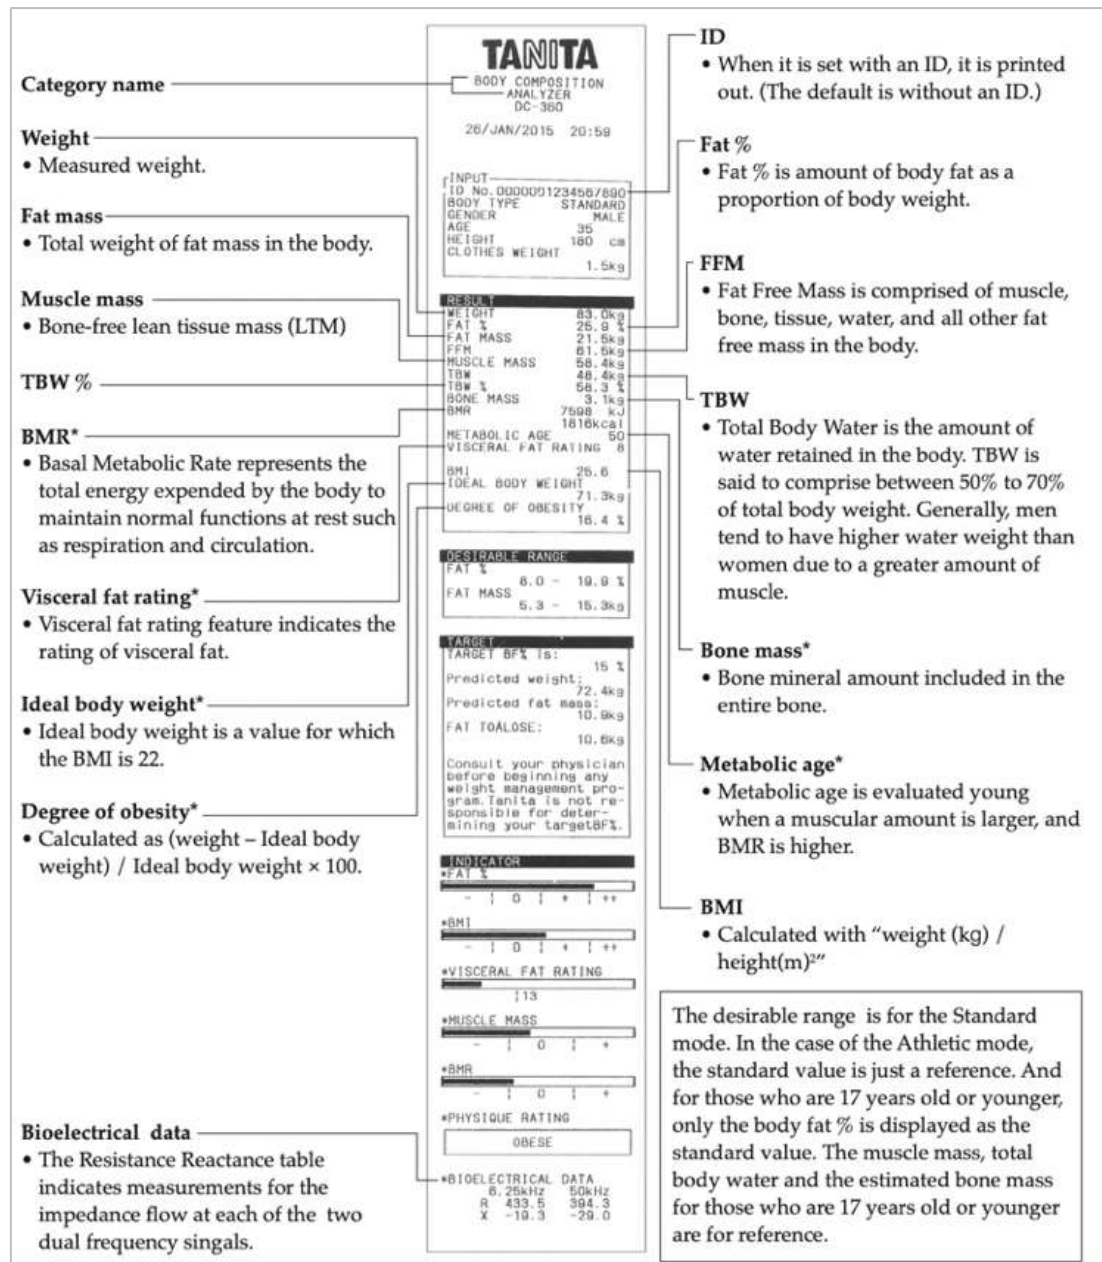 Category name
Weight
• Measured weight.
Fat mass
• Total weight of fat mass in the body.
Muscle mass
• Bone-free lean tissue mass (LTM)
TBW %
BMR*
• Basal Metabolic Rate represents the
total energy expended by the body to
maintain normal functions at rest such
as respiration and circulation.
Visceral fat rating*
• Visceral fat rating feature indicates the
rating of visceral fat.
Ideal body weight*
• Ideal body weight is a value for which
the BMI is 22.
Degree of obesity*
• Calculated as (weight – Ideal body
weight) / Ideal body weight × 100.
Bioelectrical data
• The Resistance Reactance table
indicates measurements for the
impedance flow at each of the two
dual frequency singals.
TANITA
BODY COMPOSITION
ANALYZER
DC-360
26/JAN/2015 20:59
INPUT
ID No. 0000001234567890
BODY TYPE STANDARD
GENDER MALE
AGE 35
HEIGHT 180 cm
CLOTHES WEIGHT
1.5kg
RESULT
WEIGHT 83.0kg
FAT % 25.9 %
FAT MASS 21.5kg
FFM 61.5kg
MUSCLE MASS 58.4kg
TBW 48.4kg
TBW % 58.3 %
BONE MASS 3.1kg
BMR 7598 kJ
1816kcal
METABOLIC AGE 50
VISCERAL FAT RATING 8
BMI 25.6
IDEAL BODY WEIGHT
71.3kg
DEGREE OF OBESITY
16.4 %
DESIRABLE RANGE
FAT %
8.0 - 19.9 %
FAT MASS
5.3 - 15.3kg
TARGET
TARGET BF% is:
15 %
Predicted weight:
72.4kg
Predicted fat mass:
10.9kg
FAT TOALOSE:
10.6kg
Consult your physician
before beginning any
weight management pro-
gram.Tanita is not re-
sponsible for deter-
mining your targetBF%.
INDICATOR
*FAT %
- | 0 | + | ++
*BMI
- | 0 | + | ++
*VISCERAL FAT RATING
|13
*MUSCLE MASS
- | 0 | +
*BMR
- | 0 | +
*PHYSIQUE RATING
OBESE
*BIOELECTRICAL DATA
6.25kHz 50kHz
R 433.5 394.3
X -19.3 -29.0
ID
• When it is set with an ID, it is printed
out. (The default is without an ID.)
Fat %
• Fat % is amount of body fat as a
proportion of body weight.
FFM
• Fat Free Mass is comprised of muscle,
bone, tissue, water, and all other fat
free mass in the body.
TBW
• Total Body Water is the amount of
water retained in the body. TBW is
said to comprise between 50% to 70%
of total body weight. Generally, men
tend to have higher water weight than
women due to a greater amount of
muscle.
Bone mass*
• Bone mineral amount included in the
entire bone.
Metabolic age*
• Metabolic age is evaluated young
when a muscular amount is larger, and
BMR is higher.
BMI
• Calculated with “weight (kg) /
height(m)²”
The desirable range is for the Standard
mode. In the case of the Athletic mode,
the standard value is just a reference. And
for those who are 17 years old or younger,
only the body fat % is displayed as the
standard value. The muscle mass, total
body water and the estimated bone mass
for those who are 17 years old or younger
are for reference.